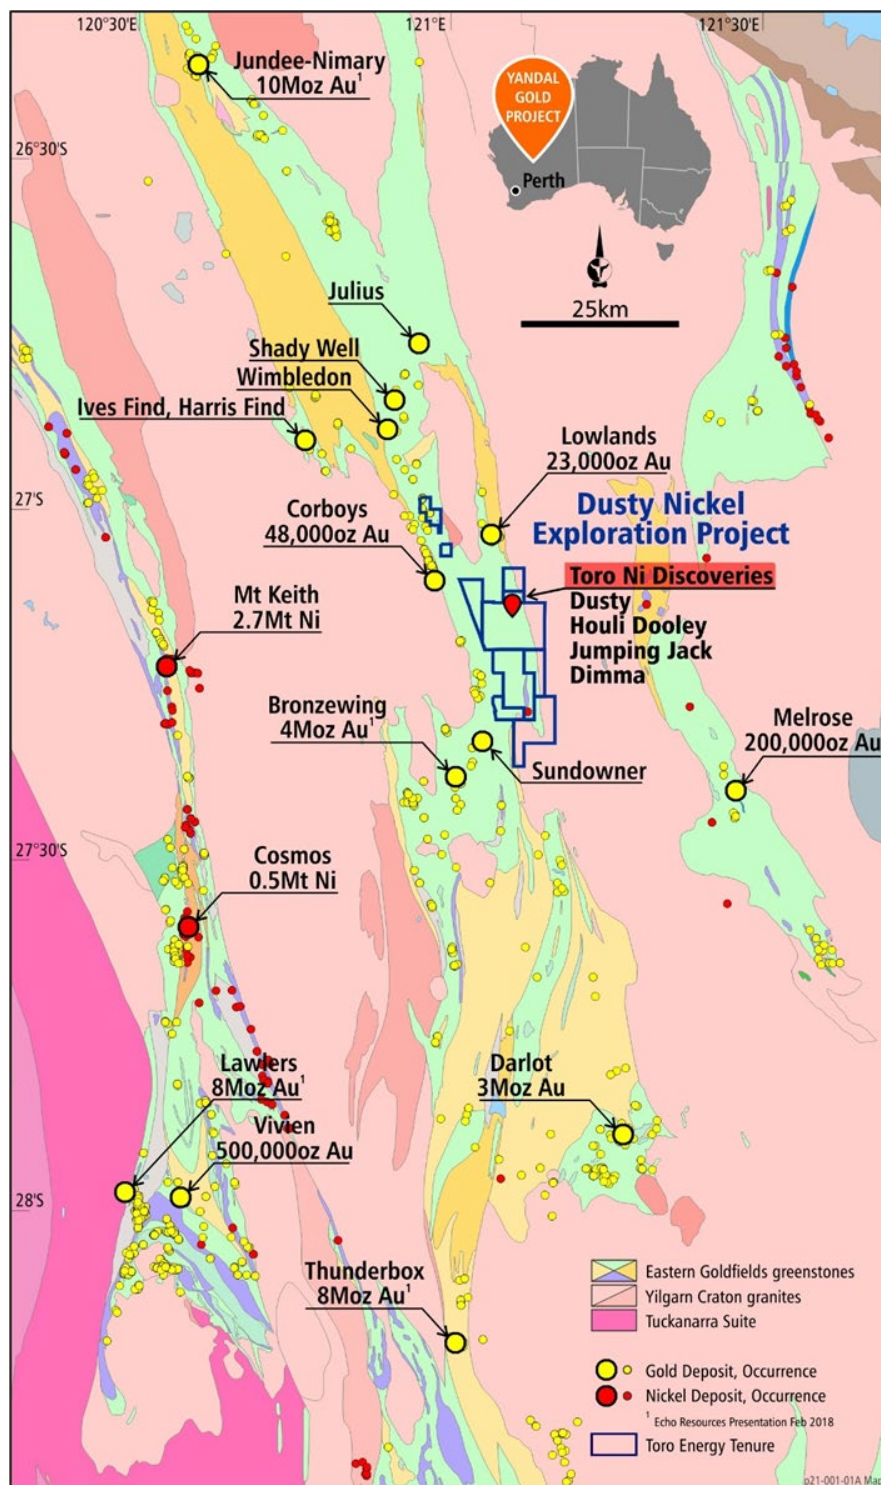 120°30'E
121°E
121°30'E
Jundee-Nimary
10Moz Au¹
YANDAL
GOLD
PROJECT
Perth
26°30'S
25km
Julius
Shady Well
Wimbledon
Ives Find, Harris Find
Lowlands
23,000oz Au
27°S
Corboys
48,000oz Au
Dusty Nickel
Exploration Project
Toro Ni Discoveries
Dusty
Houli Dooley
Jumping Jack
Dimma
Mt Keith
2.7Mt Ni
Bronzewing
4Moz Au¹
Sundowner
Melrose
200,000oz Au
27°30'S
Cosmos
0.5Mt Ni
Lawlers
8Moz Au¹
Vivien
500,000oz Au
Darlot
3Moz Au
28°S
Thunderbox
8Moz Au¹
Eastern Goldfields greenstones
Yilgarn Craton granites
Tuckanarra Suite
Gold Deposit, Occurrence
Nickel Deposit, Occurrence
¹ Echo Resources Presentation Feb 2018
Toro Energy Tenure
p21-001-01A Map